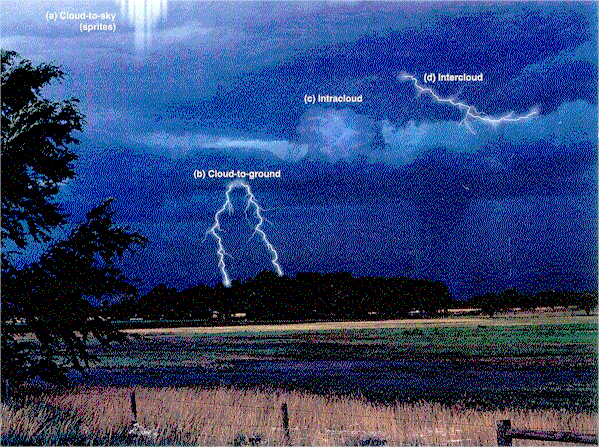 (a) Cloud-to-sky
(sprites)
(d) Intercloud
(c) Intracloud
(b) Cloud-to-ground